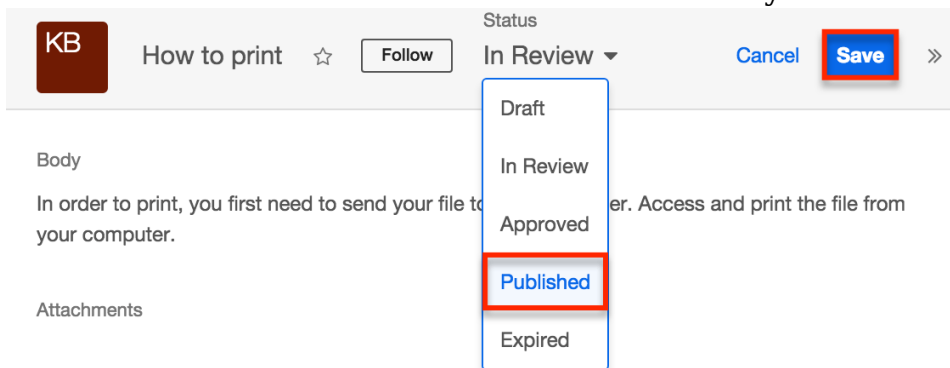 Status
KB
How to print
Follow
In Review
Cancel
Save
Draft
In Review
Approved
Published
Expired
Body
In order to print, you first need to send your file to er. Access and print the file from
your computer.
Attachments